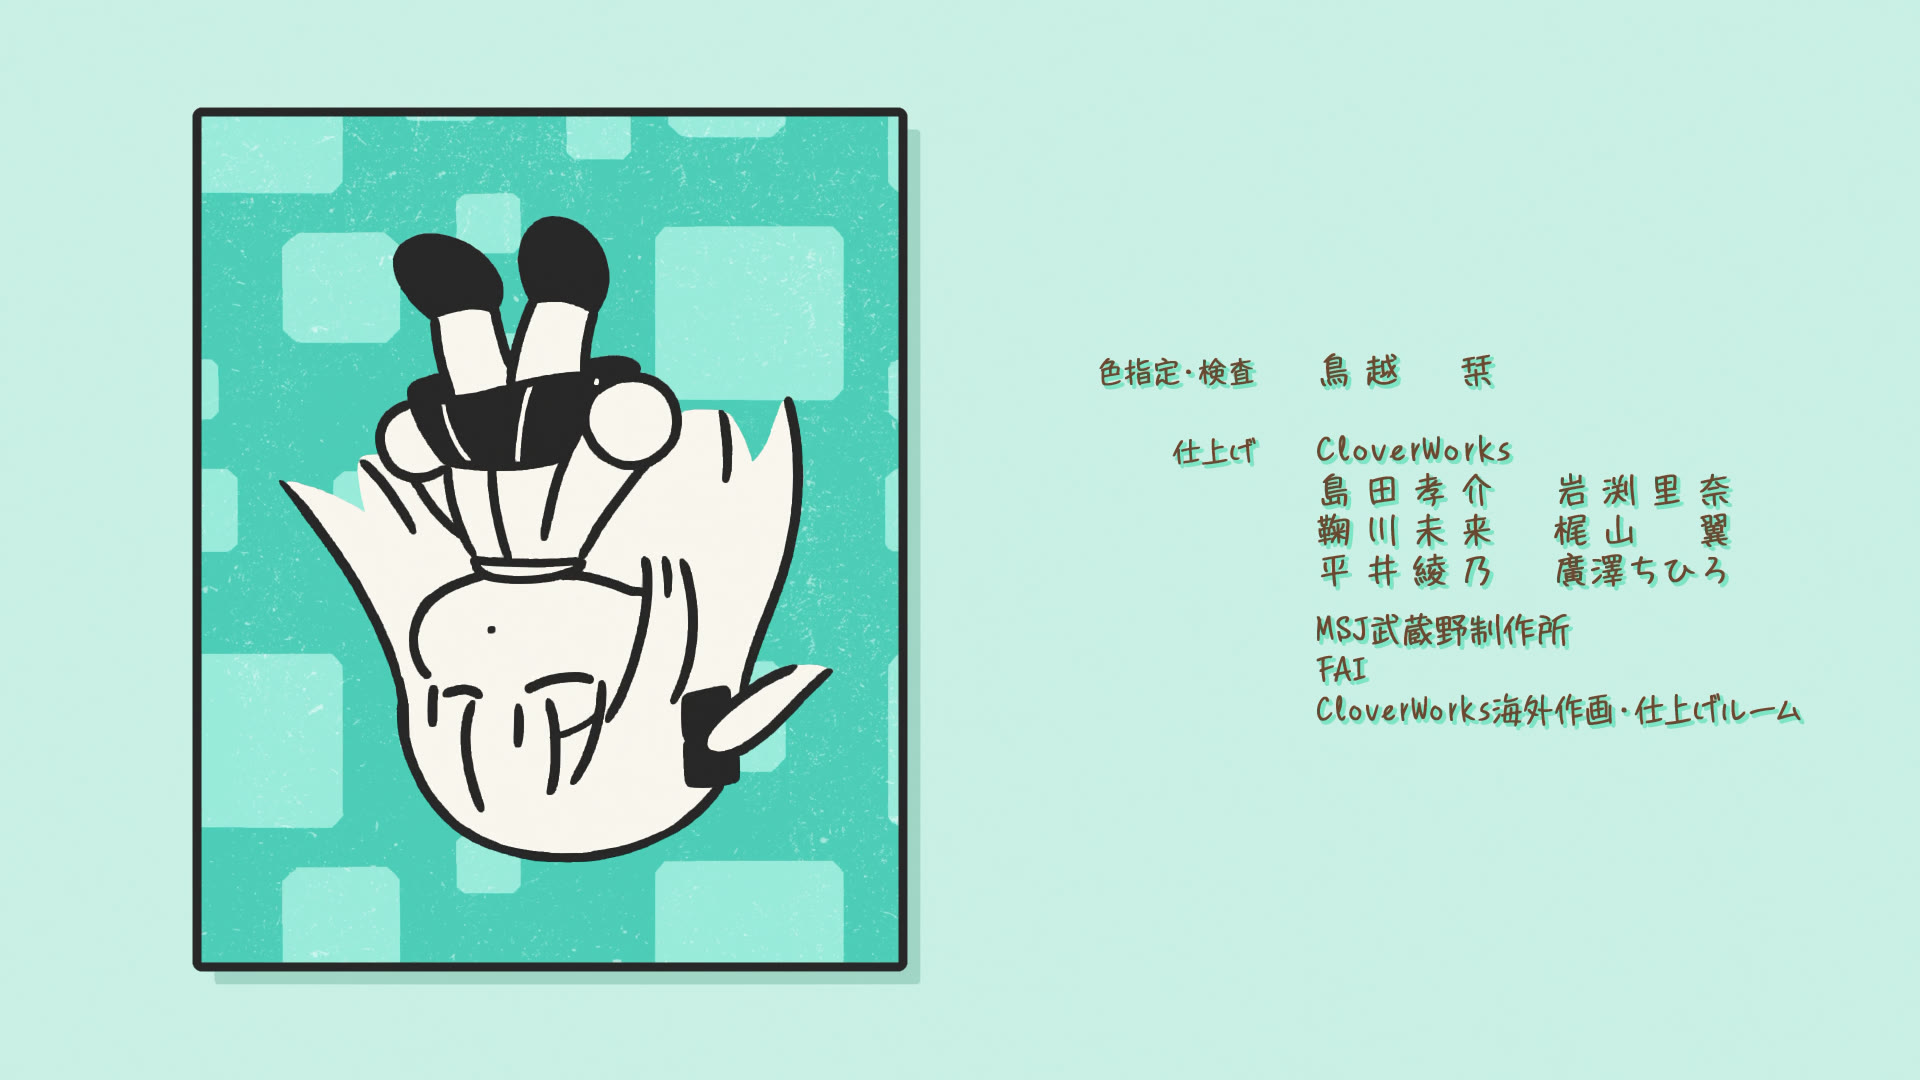 色指定・検査 鳥越 栞
仕上げ CloverWorks
島田孝介 岩渕里奈
鞠川未来 梶山 翼
平井綾乃 廣澤ちひろ
MSJ武蔵野制作所
FAI
CloverWorks海外作画・仕上げルーム